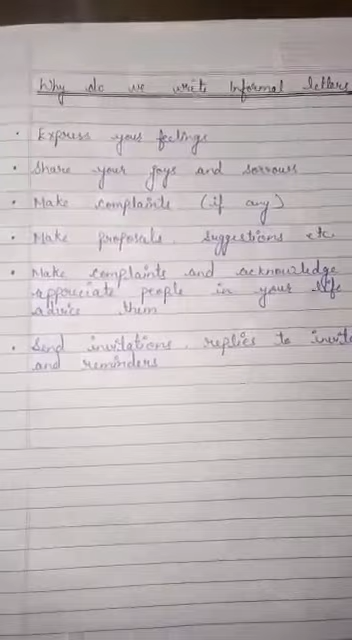 Why do we write Informal letters
• Express your feelings
• Share your joys and sorrows
• Make complaints (if any)
• Make proposals, suggestions etc
• Make complaints and acknowledge
appreciate people in your life
advice them
• Send invitations, replies to invit
and reminders